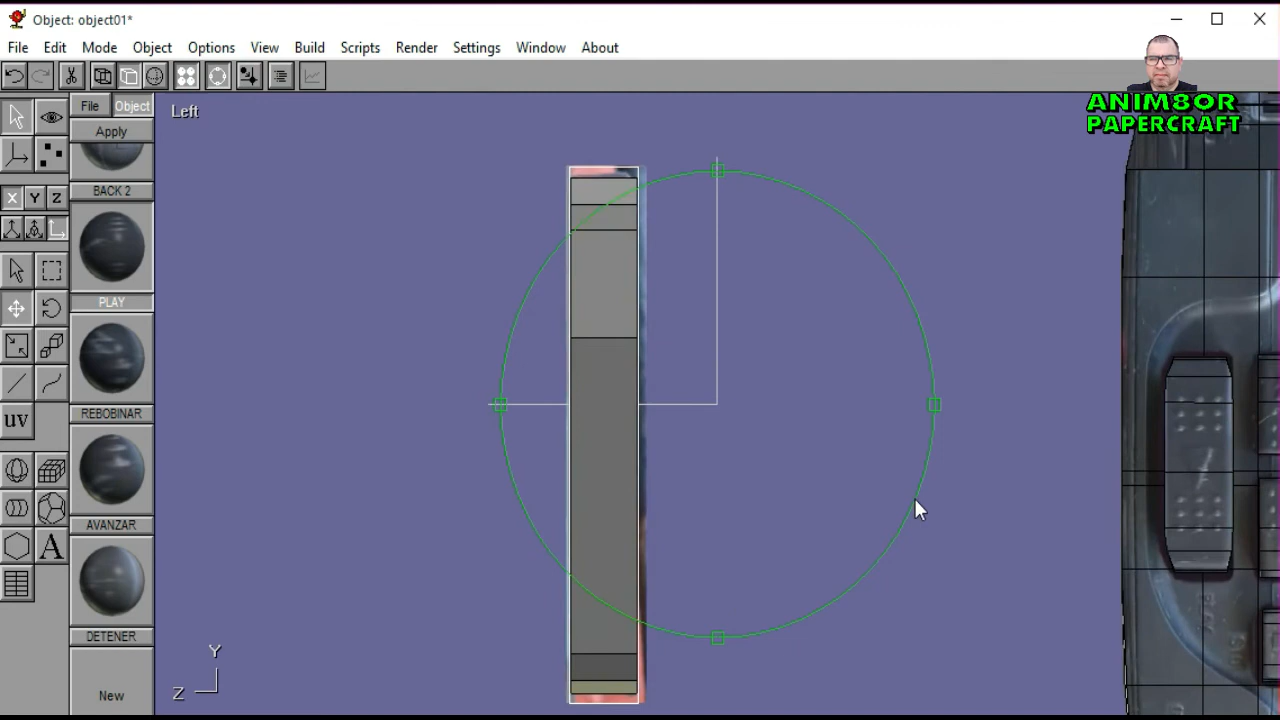 Object: object01*
File Edit Mode Object Options View Build Scripts Render Settings Window About
ANIM8OR
PAPERCRAFT
File Object
Left
Apply
BACK 2
X Y Z
PLAY
REBOBINAR
uv
AVANZAR
A
DETENER
Y
Z
New